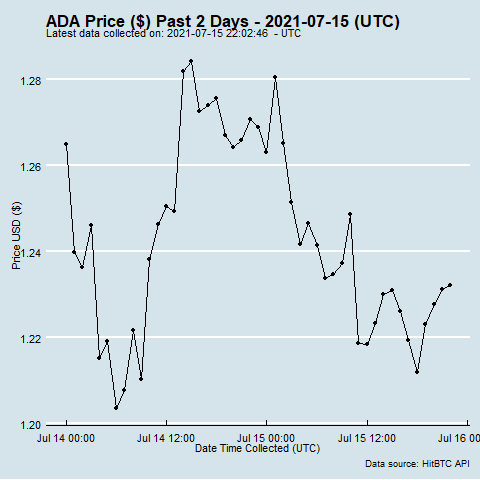 ADA Price ($) Past 2 Days - 2021-07-15 (UTC)
Latest data collected on: 2021-07-15 22:02:46 - UTC
1.28
1.26
1.24
1.22
1.20
Price USD ($)
Jul 14 00:00 Jul 14 12:00 Jul 15 00:00 Jul 15 12:00 Jul 16 00:00
Date Time Collected (UTC)
Data source: HitBTC API